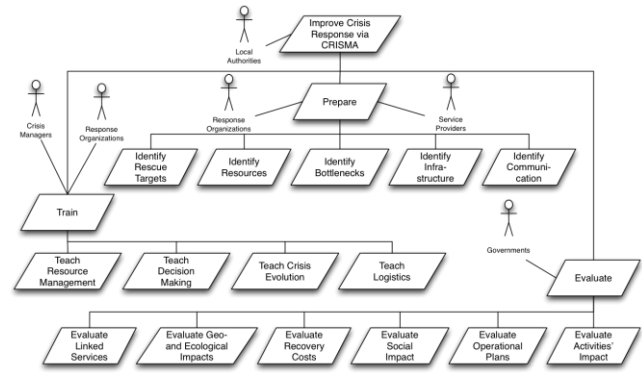 Improve Crisis
Response via
CRISMA
Local
Authorities
Prepare
Response
Organizations
Service
Providers
Crisis
Managers
Response
Organizations
Identify
Rescue
Targets
Identify
Resources
Identify
Bottlenecks
Identify
Infra-
structure
Identify
Communi-
cation
Train
Teach
Resource
Management
Teach
Decision
Making
Teach Crisis
Evolution
Teach
Logistics
Governments
Evaluate
Evaluate
Linked
Services
Evaluate Geo-
and Ecological
Impacts
Evaluate
Recovery
Costs
Evaluate
Social
Impact
Evaluate
Operational
Plans
Evaluate
Activities'
Impact